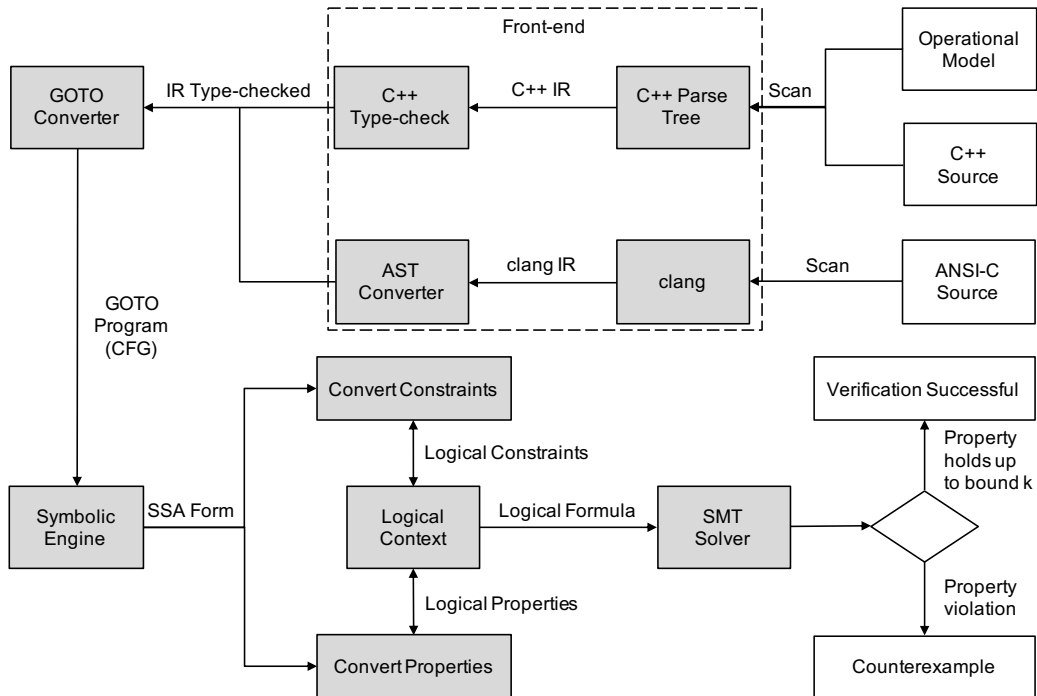 Front-end
Operational
Model
GOTO
Converter
IR Type-checked
C++
Type-check
C++ IR
C++ Parse
Tree
Scan
C++
Source
AST
Converter
clang IR
clang
Scan
ANSI-C
Source
GOTO
Program
(CFG)
Convert Constraints
Verification Successful
Logical Constraints
Property
holds up
to bound k
Symbolic
Engine
SSA Form
Logical
Context
Logical Formula
SMT
Solver
Logical Properties
Property
violation
Convert Properties
Counterexample